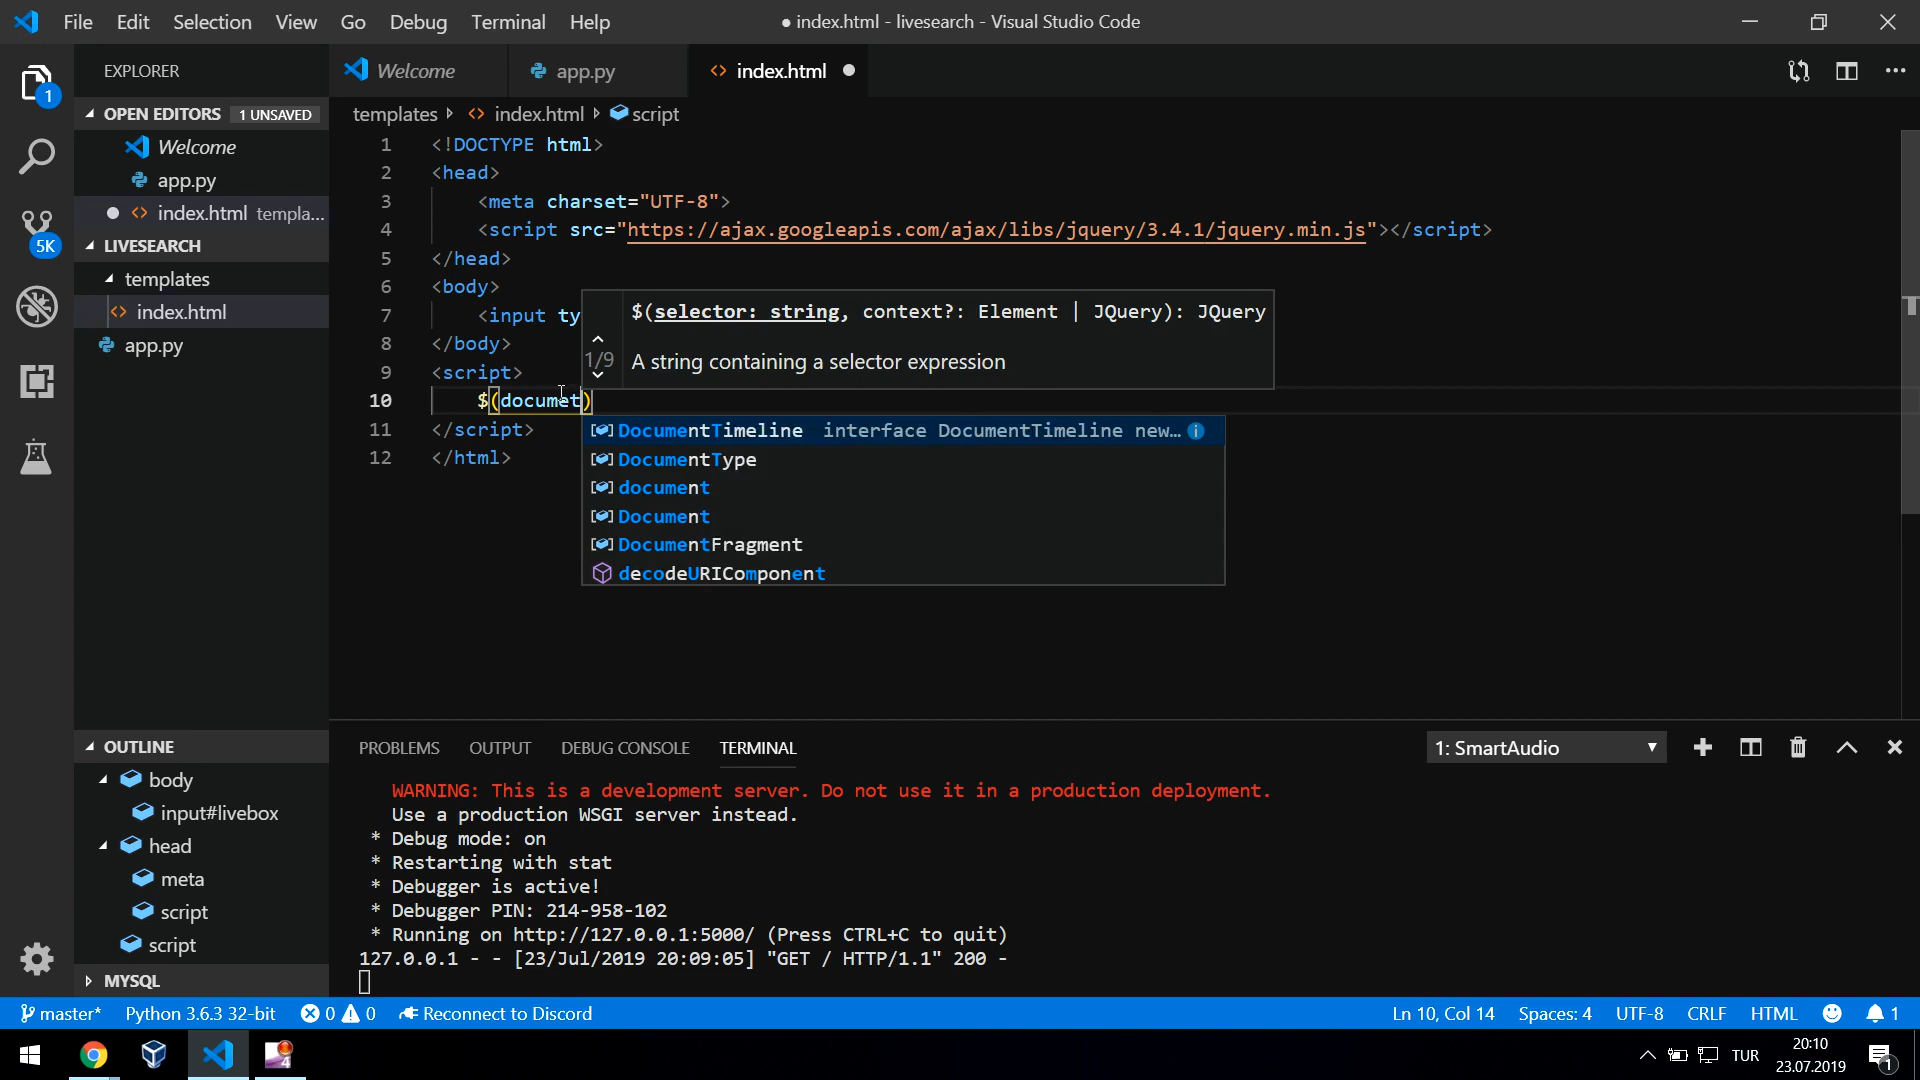 File Edit Selection View Go Debug Terminal Help
● index.html - livesearch - Visual Studio Code
EXPLORER
1
OPEN EDITORS 1 UNSAVED
Welcome
app.py
index.html templa...
5K
LIVESEARCH
templates
index.html
app.py
OUTLINE
body
input#livebox
head
meta
script
script
MYSQL
Welcome app.py index.html
templates index.html script
1 <!DOCTYPE html>
2 <head>
3 <meta charset="UTF-8">
4 <script src="https://ajax.googleapis.com/ajax/libs/jquery/3.4.1/jquery.min.js"></script>
5 </head>
6 <body>
7 <input ty
8 </body>
9 <script>
10 $(documet)
11 </script>
12 </html>
$(selector: string, context?: Element | JQuery): JQuery
1/9 A string containing a selector expression
DocumentTimeline interface DocumentTimeline new...
DocumentType
document
Document
DocumentFragment
decodeURIComponent
PROBLEMS OUTPUT DEBUG CONSOLE TERMINAL 1: SmartAudio
WARNING: This is a development server. Do not use it in a production deployment.
Use a production WSGI server instead.
* Debug mode: on
* Restarting with stat
* Debugger is active!
* Debugger PIN: 214-958-102
* Running on http://127.0.0.1:5000/ (Press CTRL+C to quit)
127.0.0.1 - - [23/Jul/2019 20:09:05] "GET / HTTP/1.1" 200 -
master* Python 3.6.3 32-bit 0 0 Reconnect to Discord Ln 10, Col 14 Spaces: 4 UTF-8 CRLF HTML 1
4
TUR
20:10
23.07.2019
1